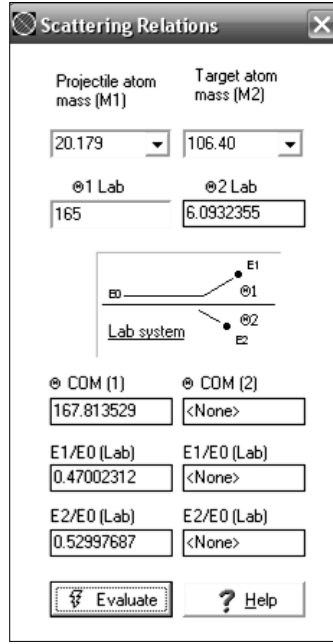 Scattering Relations
Projectile atom mass (M1)
Target atom mass (M2)
20.179
106.40
Θ1 Lab
Θ2 Lab
165
6.0932355
E0
E1
Θ1
Θ2
E2
Lab system
Θ COM (1)
Θ COM (2)
167.813529
<None>
E1/E0 (Lab)
E1/E0 (Lab)
0.47002312
<None>
E2/E0 (Lab)
E2/E0 (Lab)
0.52997687
<None>
Evaluate
? Help